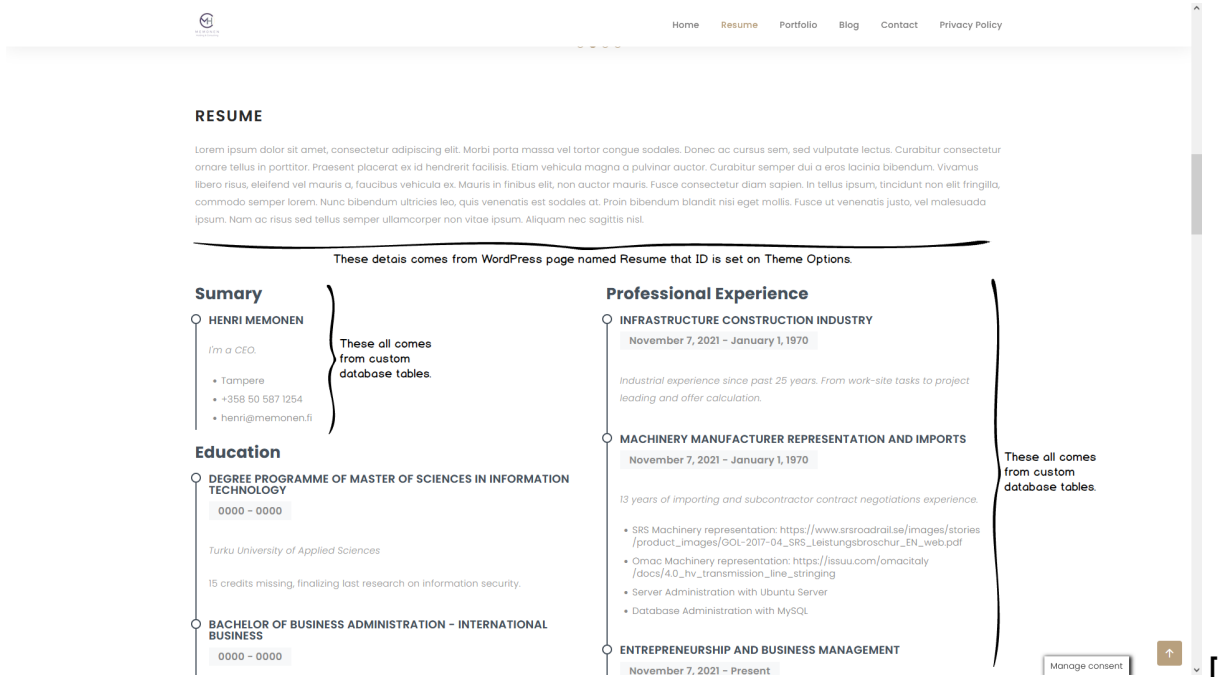 MEMONEN
Home Resume Portfolio Blog Contact Privacy Policy
RESUME
Lorem ipsum dolor sit amet, consectetur adipiscing elit. Morbi porta massa vel tortor congue sodales. Donec ac cursus sem, sed vulputate lectus. Curabitur consectetur
ornare tellus in porttitor. Praesent placerat ex id hendrerit facilisis. Etiam vehicula magna a pulvinar auctor. Curabitur semper dui a eros lacinia bibendum. Vivamus
libero risus, eleifend vel mauris a, faucibus vehicula ex. Mauris in finibus elit, non auctor mauris. Fusce consectetur diam sapien. In tellus ipsum, tincidunt non elit fringilla,
commodo semper lorem. Nunc bibendum ultricies leo, quis venenatis est sodales at. Proin bibendum blandit nisi eget mollis. Fusce ut venenatis justo, vel malesuada
ipsum. Nam ac risus sed tellus semper ullamcorper non vitae ipsum. Aliquam nec sagittis nisl.
These detais comes from WordPress page named Resume that ID is set on Theme Options.
Sumary
HENRI MEMONEN
I'm a CEO.
• Tampere
• +358 50 587 1254
• henri@memonen.fi
These all comes
from custom
database tables.
Education
DEGREE PROGRAMME OF MASTER OF SCIENCES IN INFORMATION
TECHNOLOGY
0000 - 0000
Turku University of Applied Sciences
15 credits missing, finalizing last research on information security.
BACHELOR OF BUSINESS ADMINISTRATION - INTERNATIONAL
BUSINESS
0000 - 0000
Professional Experience
INFRASTRUCTURE CONSTRUCTION INDUSTRY
November 7, 2021 - January 1, 1970
Industrial experience since past 25 years. From work-site tasks to project
leading and offer calculation.
MACHINERY MANUFACTURER REPRESENTATION AND IMPORTS
November 7, 2021 - January 1, 1970
13 years of importing and subcontractor contract negotiations experience.
• SRS Machinery representation: https://www.srsroadrail.se/images/stories
/product_images/GOL-2017-04_SRS_Leistungsbroschur_EN_web.pdf
• Omac Machinery representation: https://issuu.com/omacitaly
/docs/4.0_hv_transmission_line_stringing
• Server Administration with Ubuntu Server
• Database Administration with MySQL
ENTREPRENEURSHIP AND BUSINESS MANAGEMENT
November 7, 2021 - Present
These all comes
from custom
database tables.
Manage consent
[